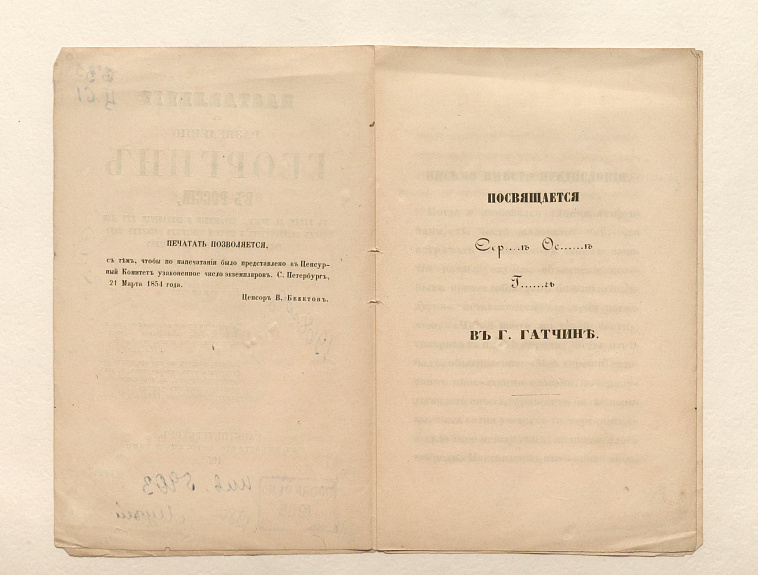 ПЕЧАТАТЬ ПОЗВОЛЯЕТСЯ,
съ тѣмъ, чтобы по напечатаніи было представлено въ Ценсур-
ный Комитетъ узаконенное число экземпляровъ. С. Петербургъ,
21 Марта 1854 года.
Ценсоръ В. Бекетовъ.
ПОСВЯЩАЕТСЯ
Егр....ъ Ос......ъ
Г......ъ
ВЪ Г. ГАТЧИНѢ.